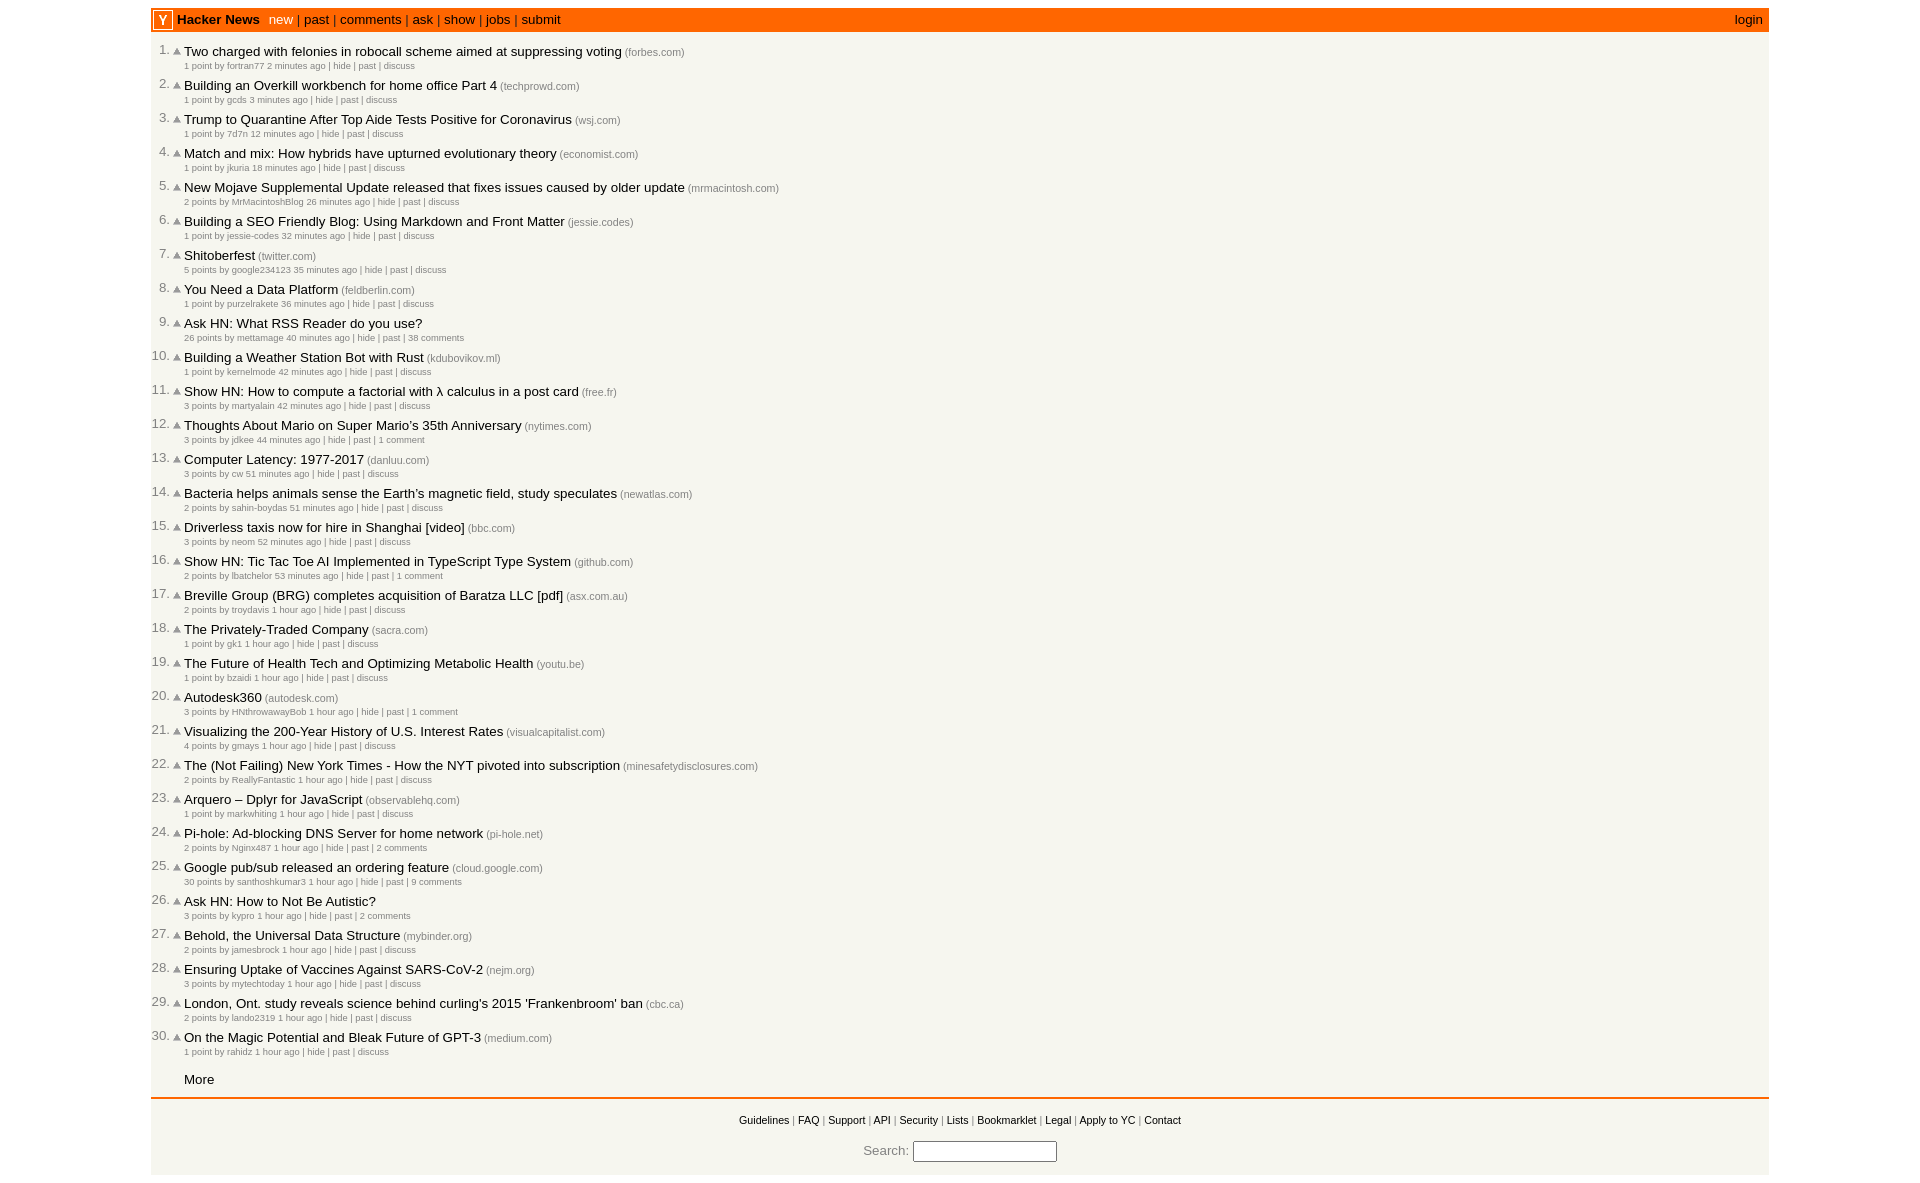 Y Hacker News new | past | comments | ask | show | jobs | submit login
1. Two charged with felonies in robocall scheme aimed at suppressing voting (forbes.com)
1 point by fortran77 2 minutes ago | hide | past | discuss
2. Building an Overkill workbench for home office Part 4 (techprowd.com)
1 point by gcds 3 minutes ago | hide | past | discuss
3. Trump to Quarantine After Top Aide Tests Positive for Coronavirus (wsj.com)
1 point by 7d7n 12 minutes ago | hide | past | discuss
4. Match and mix: How hybrids have upturned evolutionary theory (economist.com)
1 point by jkuria 18 minutes ago | hide | past | discuss
5. New Mojave Supplemental Update released that fixes issues caused by older update (mrmacintosh.com)
2 points by MrMacintoshBlog 26 minutes ago | hide | past | discuss
6. Building a SEO Friendly Blog: Using Markdown and Front Matter (jessie.codes)
1 point by jessie-codes 32 minutes ago | hide | past | discuss
7. Shitoberfest (twitter.com)
5 points by google234123 35 minutes ago | hide | past | discuss
8. You Need a Data Platform (feldberlin.com)
1 point by purzelrakete 36 minutes ago | hide | past | discuss
9. Ask HN: What RSS Reader do you use?
26 points by mettamage 40 minutes ago | hide | past | 38 comments
10. Building a Weather Station Bot with Rust (kdubovikov.ml)
1 point by kernelmode 42 minutes ago | hide | past | discuss
11. Show HN: How to compute a factorial with λ calculus in a post card (free.fr)
3 points by martyalain 42 minutes ago | hide | past | discuss
12. Thoughts About Mario on Super Mario’s 35th Anniversary (nytimes.com)
3 points by jdkee 44 minutes ago | hide | past | 1 comment
13. Computer Latency: 1977-2017 (danluu.com)
3 points by cw 51 minutes ago | hide | past | discuss
14. Bacteria helps animals sense the Earth’s magnetic field, study speculates (newatlas.com)
2 points by sahin-boydas 51 minutes ago | hide | past | discuss
15. Driverless taxis now for hire in Shanghai [video] (bbc.com)
3 points by neom 52 minutes ago | hide | past | discuss
16. Show HN: Tic Tac Toe AI Implemented in TypeScript Type System (github.com)
2 points by lbatchelor 53 minutes ago | hide | past | 1 comment
17. Breville Group (BRG) completes acquisition of Baratza LLC [pdf] (asx.com.au)
2 points by troydavis 1 hour ago | hide | past | discuss
18. The Privately-Traded Company (sacra.com)
1 point by gk1 1 hour ago | hide | past | discuss
19. The Future of Health Tech and Optimizing Metabolic Health (youtu.be)
1 point by bzaidi 1 hour ago | hide | past | discuss
20. Autodesk360 (autodesk.com)
3 points by HNthrowawayBob 1 hour ago | hide | past | 1 comment
21. Visualizing the 200-Year History of U.S. Interest Rates (visualcapitalist.com)
4 points by gmays 1 hour ago | hide | past | discuss
22. The (Not Failing) New York Times - How the NYT pivoted into subscription (minesafetydisclosures.com)
2 points by ReallyFantastic 1 hour ago | hide | past | discuss
23. Arquero – Dplyr for JavaScript (observablehq.com)
1 point by markwhiting 1 hour ago | hide | past | discuss
24. Pi-hole: Ad-blocking DNS Server for home network (pi-hole.net)
2 points by Nginx487 1 hour ago | hide | past | 2 comments
25. Google pub/sub released an ordering feature (cloud.google.com)
30 points by santhoshkumar3 1 hour ago | hide | past | 9 comments
26. Ask HN: How to Not Be Autistic?
3 points by kypro 1 hour ago | hide | past | 2 comments
27. Behold, the Universal Data Structure (mybinder.org)
2 points by jamesbrock 1 hour ago | hide | past | discuss
28. Ensuring Uptake of Vaccines Against SARS-CoV-2 (nejm.org)
3 points by mytechtoday 1 hour ago | hide | past | discuss
29. London, Ont. study reveals science behind curling's 2015 'Frankenbroom' ban (cbc.ca)
2 points by lando2319 1 hour ago | hide | past | discuss
30. On the Magic Potential and Bleak Future of GPT-3 (medium.com)
1 point by rahidz 1 hour ago | hide | past | discuss
More
Guidelines | FAQ | Support | API | Security | Lists | Bookmarklet | Legal | Apply to YC | Contact
Search: